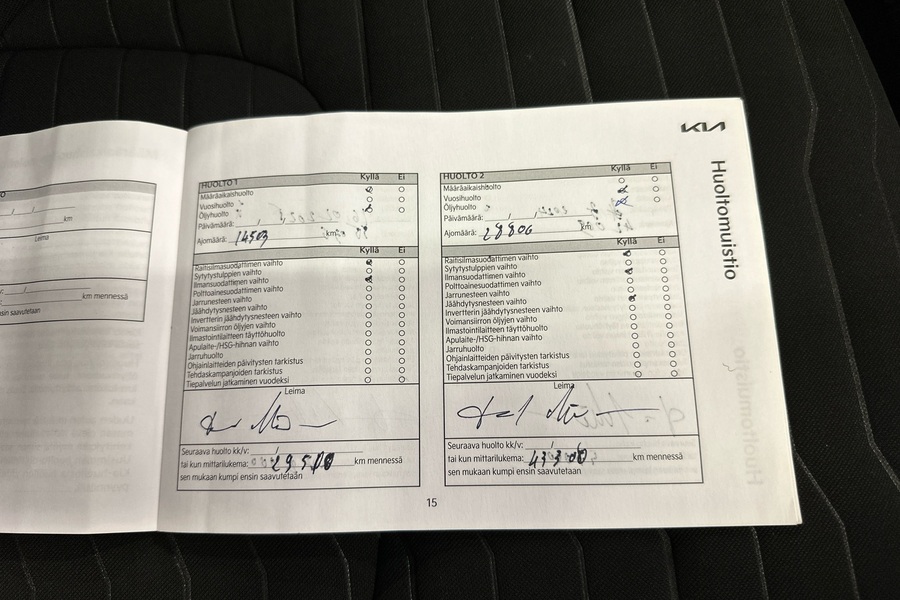 KIA
Huoltomuistio
km
Leima
km mennessä
sin saavutetaan
HUOLTO 1 Kyllä Ei
Määräaikaishuolto
Vuosihuolto
Öljyhuolto
Päivämäärä:
Ajomäärä: 14503 km
Kyllä Ei
Raitisilmasuodattimen vaihto
Sytytystulppien vaihto
Ilmansuodattimen vaihto
Polttoainesuodattimen vaihto
Jarrunesteen vaihto
Jäähdytysnesteen vaihto
Invertterin jäähdytysnesteen vaihto
Voimansiirron öljyjen vaihto
Ilmastointilaitteen täyttöhuolto
Apulaite-/HSG-hihnan vaihto
Jarruhuolto
Ohjainlaitteiden päivitysten tarkistus
Tehdaskampanjoiden tarkistus
Tiepalvelun jatkaminen vuodeksi
Leima
Seuraava huolto kk/v: /
tai kun mittarilukema: km mennessä
sen mukaan kumpi ensin saavutetaan
HUOLTO 2 Kyllä Ei
Määräaikaishuolto
Vuosihuolto
Öljyhuolto
Päivämäärä:
Ajomäärä: 28806 km
Kyllä Ei
Raitisilmasuodattimen vaihto
Sytytystulppien vaihto
Ilmansuodattimen vaihto
Polttoainesuodattimen vaihto
Jarrunesteen vaihto
Jäähdytysnesteen vaihto
Invertterin jäähdytysnesteen vaihto
Voimansiirron öljyjen vaihto
Ilmastointilaitteen täyttöhuolto
Apulaite-/HSG-hihnan vaihto
Jarruhuolto
Ohjainlaitteiden päivitysten tarkistus
Tehdaskampanjoiden tarkistus
Tiepalvelun jatkaminen vuodeksi
Leima
Seuraava huolto kk/v: /
tai kun mittarilukema: km mennessä
sen mukaan kumpi ensin saavutetaan
15